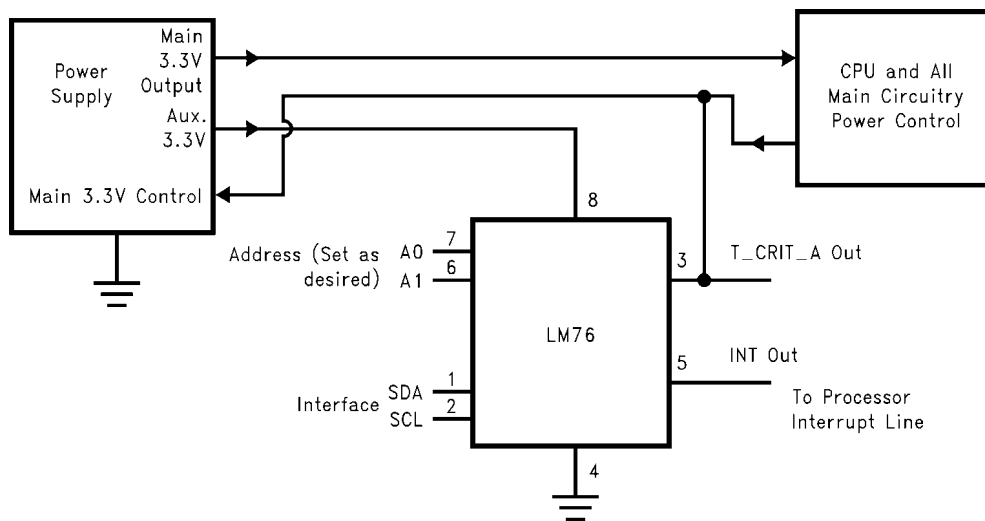 Main
3.3V
Output
Power
Supply
Aux.
3.3V
Main 3.3V Control
CPU and All
Main Circuitry
Power Control
8
Address (Set as
desired)
A0
7
A1
6
3
T_CRIT_A Out
LM76
5
INT Out
To Processor
Interrupt Line
Interface
SDA
1
SCL
2
4